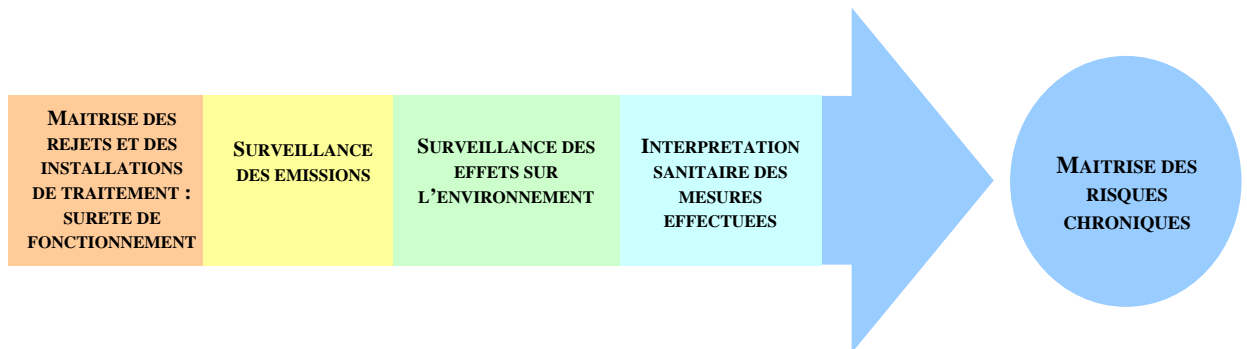 MAITRISE DES
REJETS ET DES
INSTALLATIONS
DE TRAITEMENT :
SURETE DE
FONCTIONNEMENT
SURVEILLANCE
DES EMISSIONS
SURVEILLANCE DES
EFFETS SUR
L'ENVIRONNEMENT
INTERPRETATION
SANITAIRE DES
MESURES
EFFECTUEES
MAITRISE DES
RISQUES
CHRONIQUES